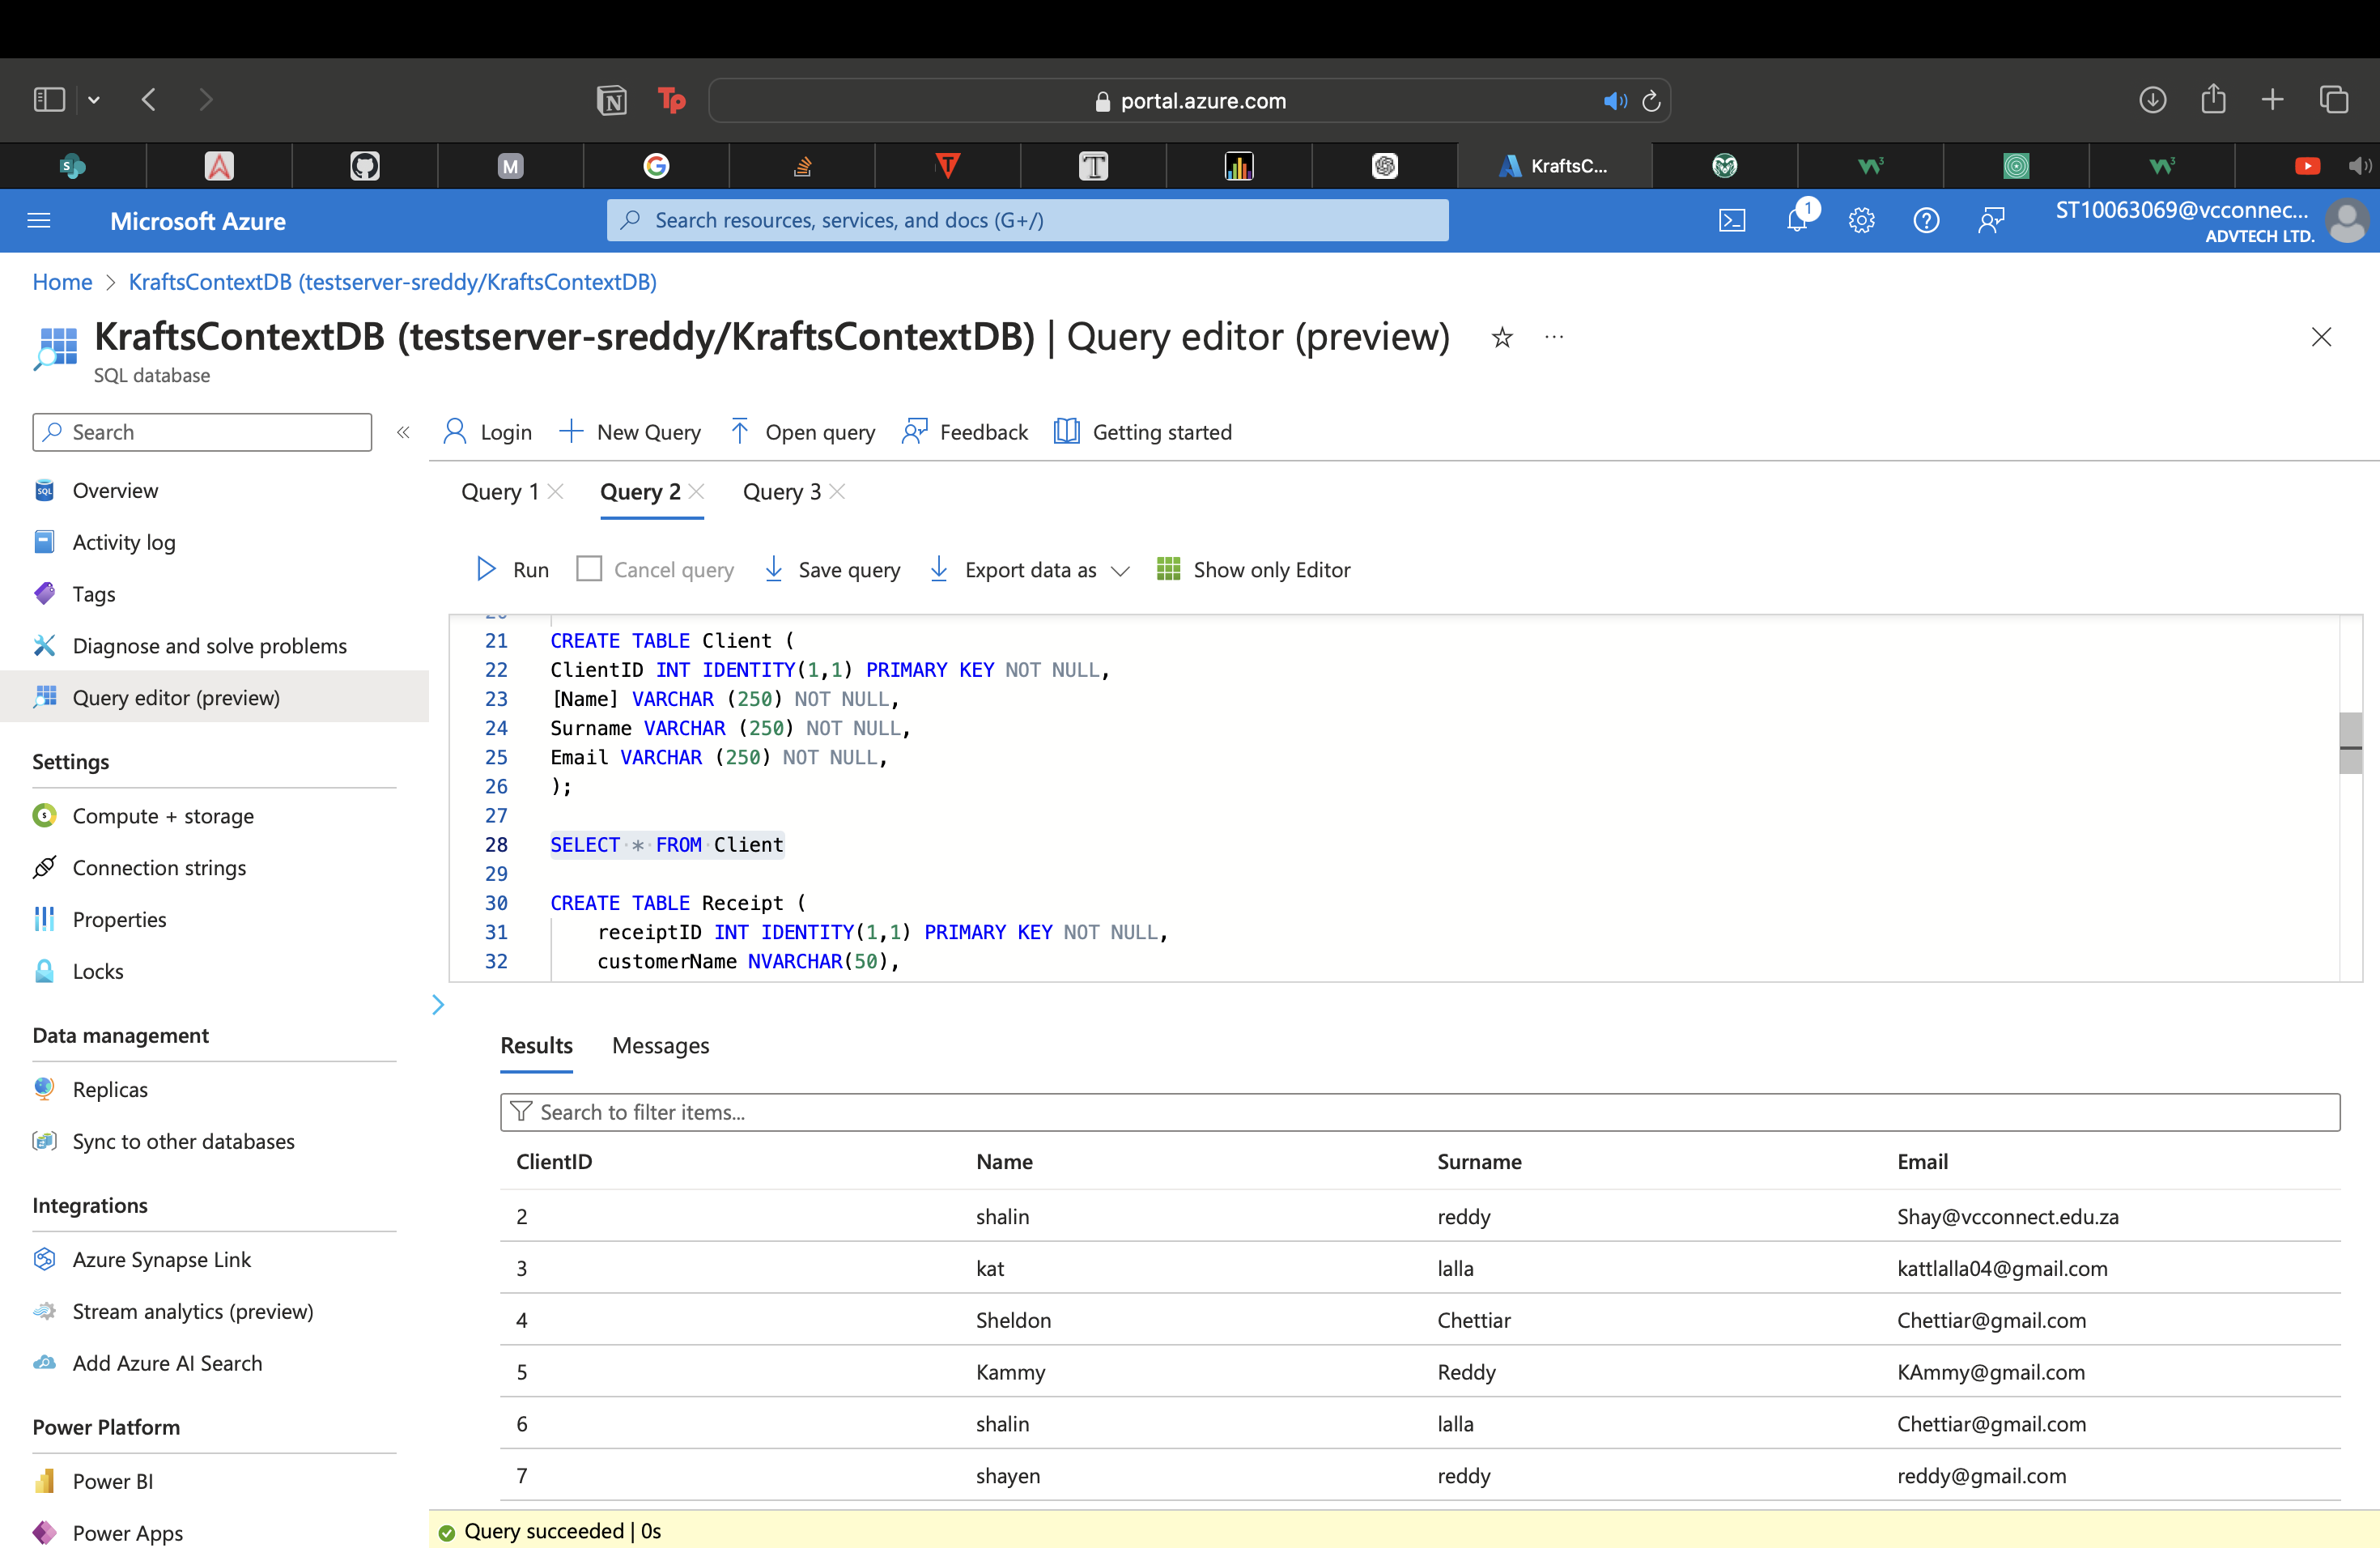 portal.azure.com
KraftsC...
Microsoft Azure
Search resources, services, and docs (G+/)
1
ST10063069@vcconnec...
ADVTECH LTD.
Home > KraftsContextDB (testserver-sreddy/KraftsContextDB)
KraftsContextDB (testserver-sreddy/KraftsContextDB) | Query editor (preview)
SQL database
Search
Login
New Query
Open query
Feedback
Getting started
Overview
Activity log
Tags
Diagnose and solve problems
Query editor (preview)
Settings
Compute + storage
Connection strings
Properties
Locks
Data management
Replicas
Sync to other databases
Integrations
Azure Synapse Link
Stream analytics (preview)
Add Azure AI Search
Power Platform
Power BI
Power Apps
Query 1
Query 2
Query 3
Run
Cancel query
Save query
Export data as
Show only Editor
21 CREATE TABLE Client (
22 ClientID INT IDENTITY(1,1) PRIMARY KEY NOT NULL,
23 [Name] VARCHAR (250) NOT NULL,
24 Surname VARCHAR (250) NOT NULL,
25 Email VARCHAR (250) NOT NULL,
26 );
27
28 SELECT * FROM Client
29
30 CREATE TABLE Receipt (
31 receiptID INT IDENTITY(1,1) PRIMARY KEY NOT NULL,
32 customerName NVARCHAR(50),
Results
Messages
Search to filter items...
ClientID Name Surname Email
2 shalin reddy Shay@vcconnect.edu.za
3 kat lalla kattlalla04@gmail.com
4 Sheldon Chettiar Chettiar@gmail.com
5 Kammy Reddy KAmmy@gmail.com
6 shalin lalla Chettiar@gmail.com
7 shayen reddy reddy@gmail.com
Query succeeded | 0s